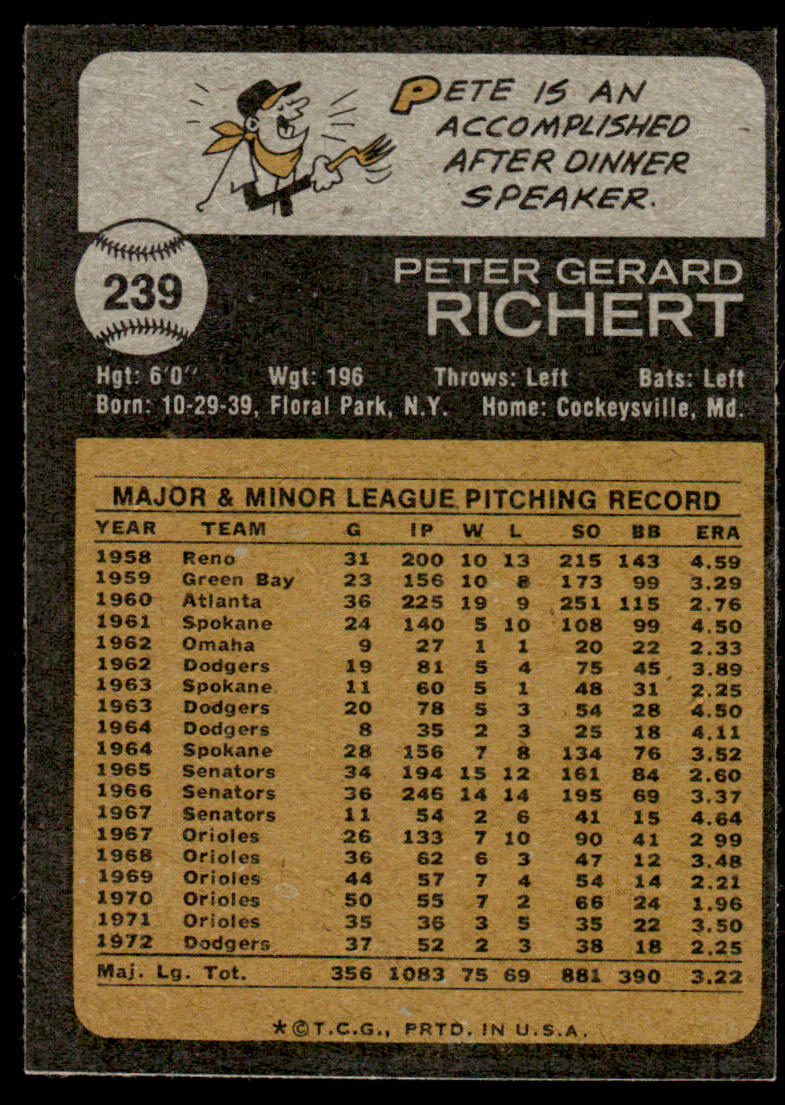 PETE IS AN
ACCOMPLISHED
AFTER DINNER
SPEAKER.
239
PETER GERARD
RICHERT
Hgt: 6'0" Wgt: 196 Throws: Left Bats: Left
Born: 10-29-39, Floral Park, N.Y. Home: Cockeysville, Md.
MAJOR & MINOR LEAGUE PITCHING RECORD
YEAR TEAM G IP W L SO BB ERA
1958 Reno 31 200 10 13 215 143 4.59
1959 Green Bay 23 156 10 8 173 99 3.29
1960 Atlanta 36 225 19 9 251 115 2.76
1961 Spokane 24 140 5 10 108 99 4.50
1962 Omaha 9 27 1 1 20 22 2.33
1962 Dodgers 19 81 5 4 75 45 3.89
1963 Spokane 11 60 5 1 48 31 2.25
1963 Dodgers 20 78 5 3 54 28 4.50
1964 Dodgers 8 35 2 3 25 18 4.11
1964 Spokane 28 156 7 8 134 76 3.52
1965 Senators 34 194 15 12 161 84 2.60
1966 Senators 36 246 14 14 195 69 3.37
1967 Senators 11 54 2 6 41 15 4.64
1967 Orioles 26 133 7 10 90 41 2 99
1968 Orioles 36 62 6 3 47 12 3.48
1969 Orioles 44 57 7 4 54 14 2.21
1970 Orioles 50 55 7 2 66 24 1.96
1971 Orioles 35 36 3 5 35 22 3.50
1972 Dodgers 37 52 2 3 38 18 2.25
Maj. Lg. Tot. 356 1083 75 69 881 390 3.22
*©T.C.G., PRTD. IN U.S.A.